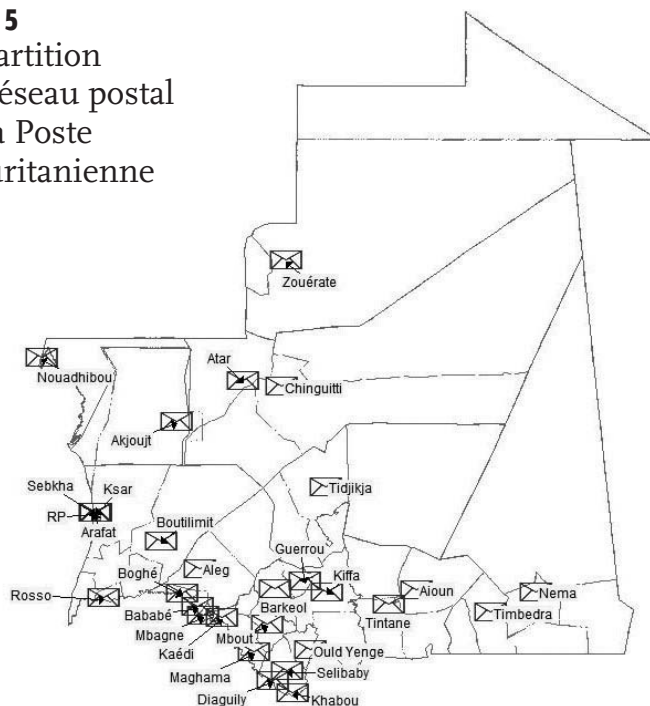 5
artition
éseau postal
a Poste
uritanienne
Zouérate
Nouadhibou
Atar
Chinguitti
Akjoujt
Sebkha
Ksar
RP
Arafat
Tidjikja
Boutilimit
Guerrou
Boghé
Aleg
Kiffa
Aioun
Nema
Rosso
Bababé
Barkeol
Tintane
Timbedra
Mbagne
Mbout
Kaédi
Ould Yenge
Maghama
Selibaby
Diaguily
Khabou